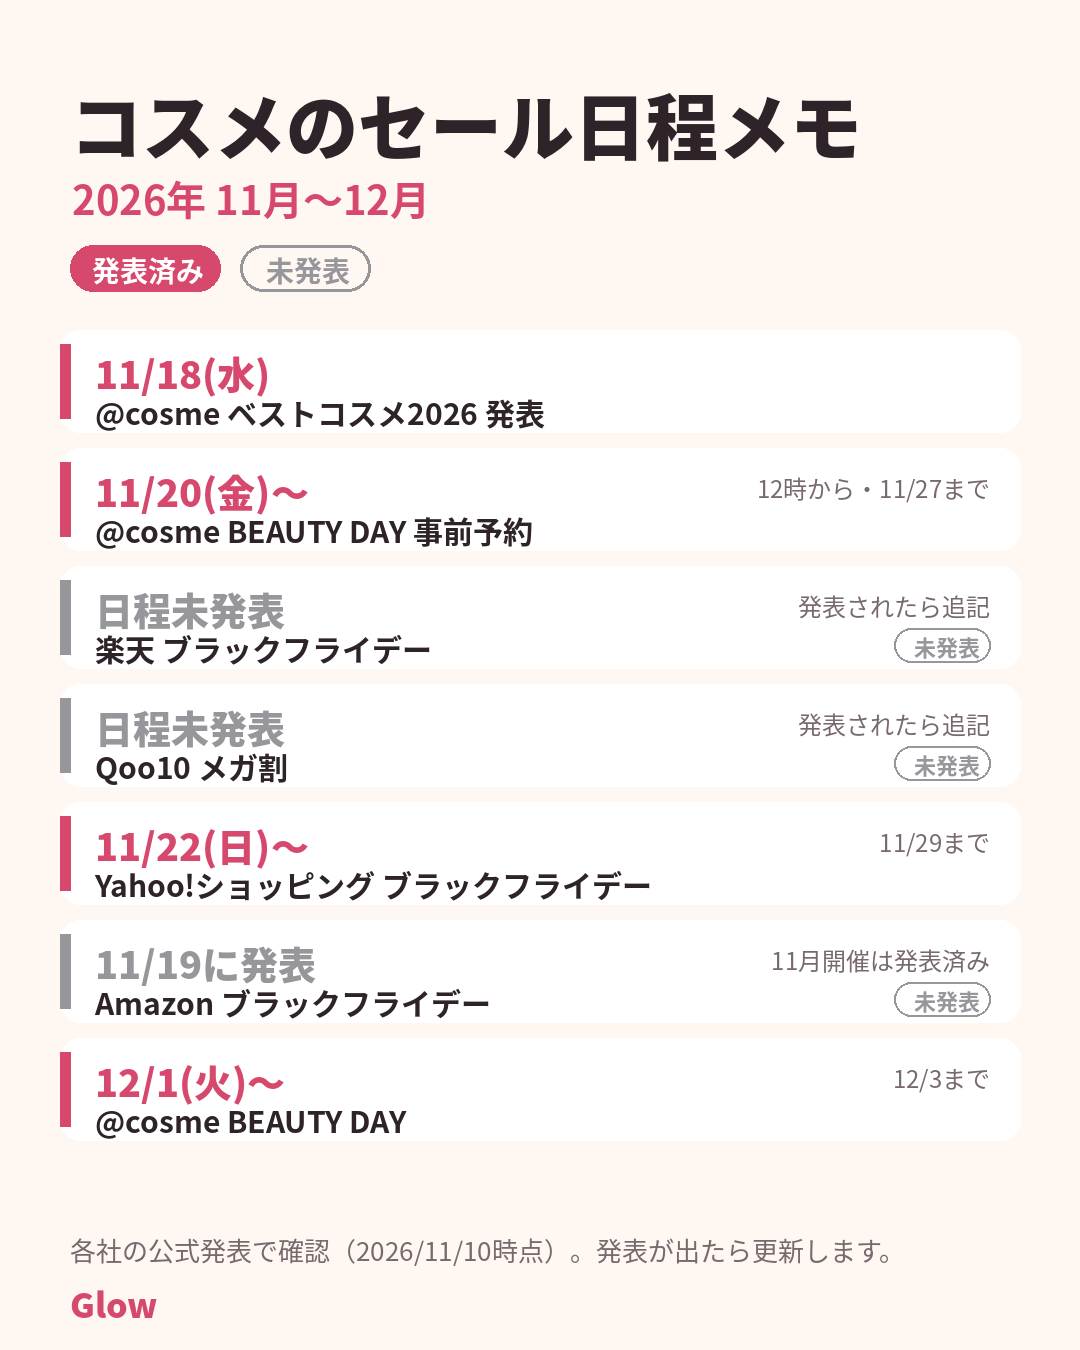 コスメのセール日程メモ
2026年 11月〜12月
発表済み 未発表
11/18(水)
@cosme ベストコスメ2026 発表
11/20(金)〜 12時から・11/27まで
@cosme BEAUTY DAY 事前予約
日程未発表 発表されたら追記
楽天 ブラックフライデー 未発表
日程未発表 発表されたら追記
Qoo10 メガ割 未発表
11/22(日)〜 11/29まで
Yahoo!ショッピング ブラックフライデー
11/19に発表 11月開催は発表済み
Amazon ブラックフライデー 未発表
12/1(火)〜 12/3まで
@cosme BEAUTY DAY
各社の公式発表で確認（2026/11/10時点）。発表が出たら更新します。
Glow